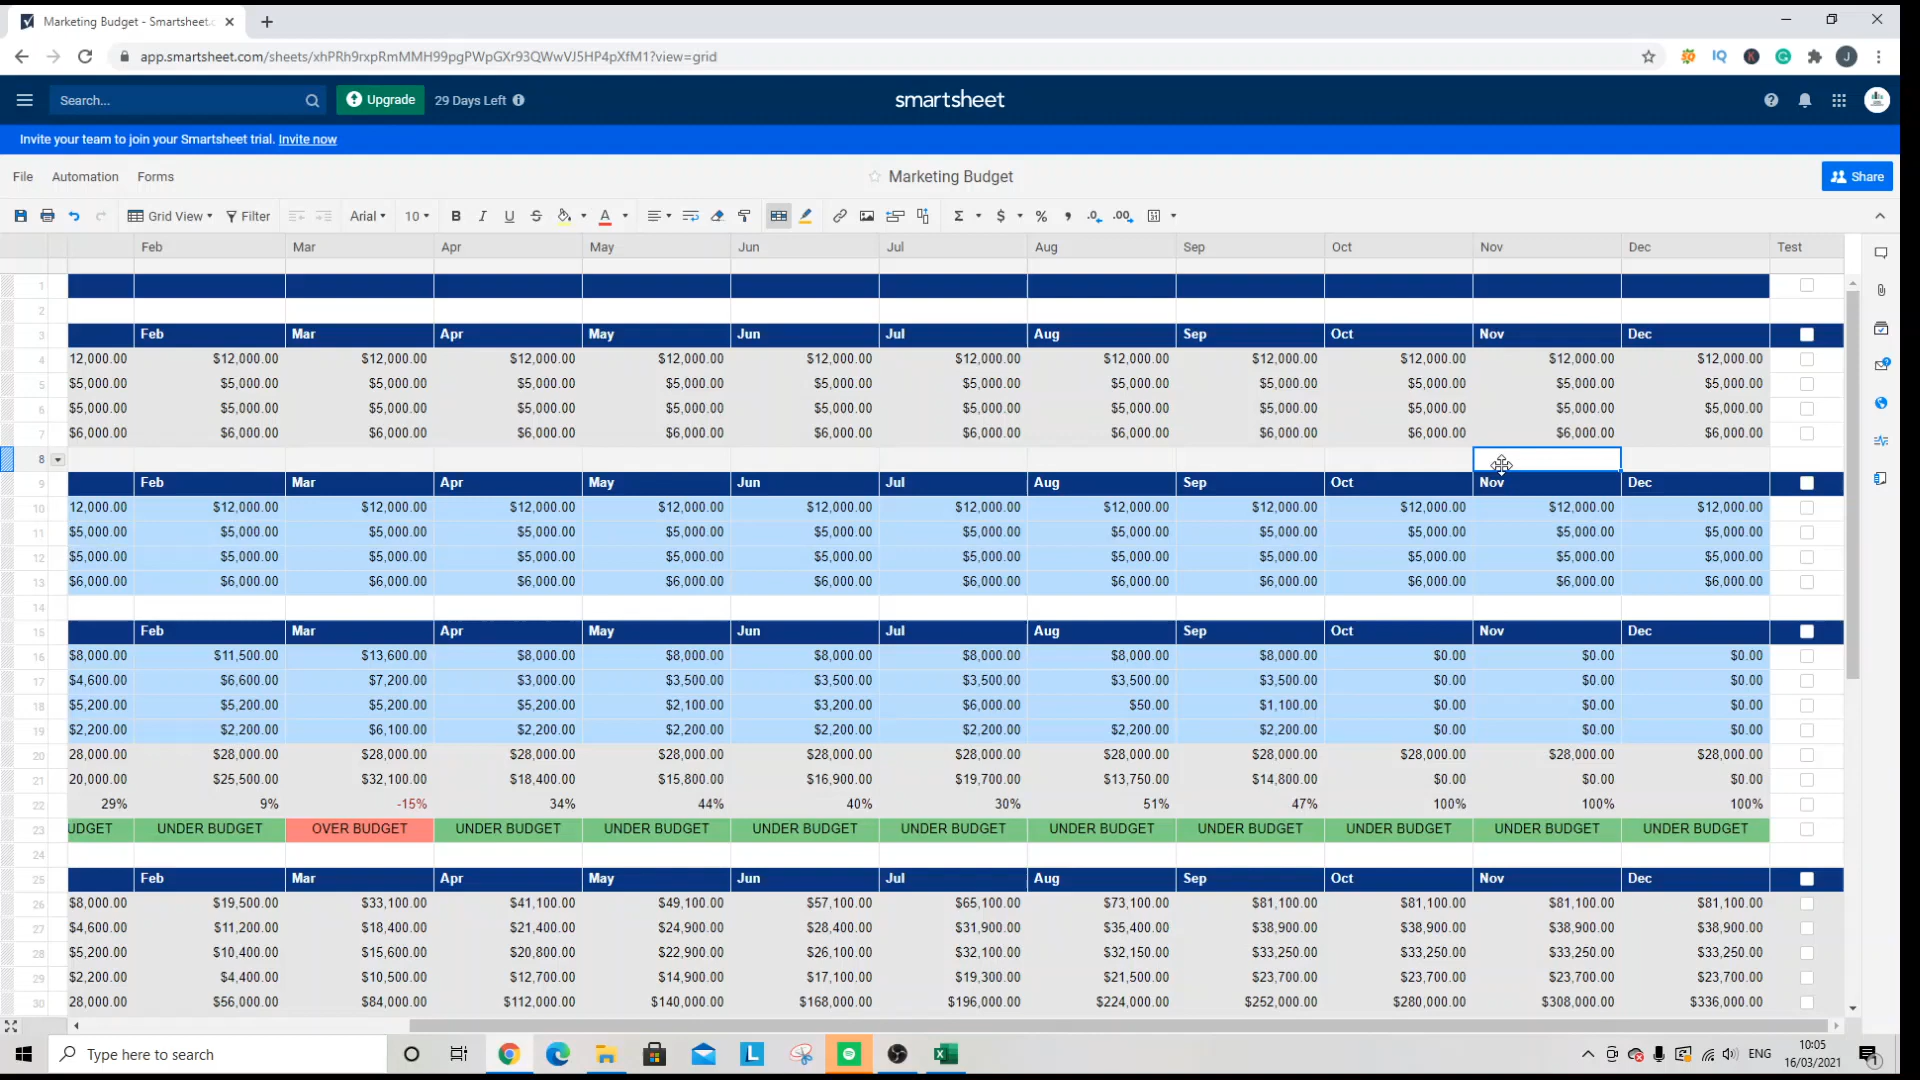 Marketing Budget - Smartsheet.c
app.smartsheet.com/sheets/xhPRh9rxpRmMMH99pgPWpGXr93QWwVJ5HP4pXfM1?view=grid
Search... Upgrade 29 Days Left smartsheet
Invite your team to join your Smartsheet trial. Invite now
File Automation Forms Marketing Budget Share
Grid View Filter Arial 10 B I U S A Σ $ % , .0 .00
Feb Mar Apr May Jun Jul Aug Sep Oct Nov Dec Test
1
2
3 Feb Mar Apr May Jun Jul Aug Sep Oct Nov Dec
4 12,000.00 $12,000.00 $12,000.00 $12,000.00 $12,000.00 $12,000.00 $12,000.00 $12,000.00 $12,000.00 $12,000.00 $12,000.00 $12,000.00
5 $5,000.00 $5,000.00 $5,000.00 $5,000.00 $5,000.00 $5,000.00 $5,000.00 $5,000.00 $5,000.00 $5,000.00 $5,000.00 $5,000.00
6 $5,000.00 $5,000.00 $5,000.00 $5,000.00 $5,000.00 $5,000.00 $5,000.00 $5,000.00 $5,000.00 $5,000.00 $5,000.00 $5,000.00
7 $6,000.00 $6,000.00 $6,000.00 $6,000.00 $6,000.00 $6,000.00 $6,000.00 $6,000.00 $6,000.00 $6,000.00 $6,000.00 $6,000.00
8
9 Feb Mar Apr May Jun Jul Aug Sep Oct Nov Dec
10 12,000.00 $12,000.00 $12,000.00 $12,000.00 $12,000.00 $12,000.00 $12,000.00 $12,000.00 $12,000.00 $12,000.00 $12,000.00 $12,000.00
11 $5,000.00 $5,000.00 $5,000.00 $5,000.00 $5,000.00 $5,000.00 $5,000.00 $5,000.00 $5,000.00 $5,000.00 $5,000.00 $5,000.00
12 $5,000.00 $5,000.00 $5,000.00 $5,000.00 $5,000.00 $5,000.00 $5,000.00 $5,000.00 $5,000.00 $5,000.00 $5,000.00 $5,000.00
13 $6,000.00 $6,000.00 $6,000.00 $6,000.00 $6,000.00 $6,000.00 $6,000.00 $6,000.00 $6,000.00 $6,000.00 $6,000.00 $6,000.00
14
15 Feb Mar Apr May Jun Jul Aug Sep Oct Nov Dec
16 $8,000.00 $11,500.00 $13,600.00 $8,000.00 $8,000.00 $8,000.00 $8,000.00 $8,000.00 $8,000.00 $0.00 $0.00 $0.00
17 $4,600.00 $6,600.00 $7,200.00 $3,000.00 $3,500.00 $3,500.00 $3,500.00 $3,500.00 $3,500.00 $0.00 $0.00 $0.00
18 $5,200.00 $5,200.00 $5,200.00 $5,200.00 $2,100.00 $3,200.00 $6,000.00 $50.00 $1,100.00 $0.00 $0.00 $0.00
19 $2,200.00 $2,200.00 $6,100.00 $2,200.00 $2,200.00 $2,200.00 $2,200.00 $2,200.00 $2,200.00 $0.00 $0.00 $0.00
20 28,000.00 $28,000.00 $28,000.00 $28,000.00 $28,000.00 $28,000.00 $28,000.00 $28,000.00 $28,000.00 $28,000.00 $28,000.00 $28,000.00
21 20,000.00 $25,500.00 $32,100.00 $18,400.00 $15,800.00 $16,900.00 $19,700.00 $13,750.00 $14,800.00 $0.00 $0.00 $0.00
22 29% 9% -15% 34% 44% 40% 30% 51% 47% 100% 100% 100%
23 UDGET UNDER BUDGET OVER BUDGET UNDER BUDGET UNDER BUDGET UNDER BUDGET UNDER BUDGET UNDER BUDGET UNDER BUDGET UNDER BUDGET UNDER BUDGET UNDER BUDGET
24
25 Feb Mar Apr May Jun Jul Aug Sep Oct Nov Dec
26 $8,000.00 $19,500.00 $33,100.00 $41,100.00 $49,100.00 $57,100.00 $65,100.00 $73,100.00 $81,100.00 $81,100.00 $81,100.00 $81,100.00
27 $4,600.00 $11,200.00 $18,400.00 $21,400.00 $24,900.00 $28,400.00 $31,900.00 $35,400.00 $38,900.00 $38,900.00 $38,900.00 $38,900.00
28 $5,200.00 $10,400.00 $15,600.00 $20,800.00 $22,900.00 $26,100.00 $32,100.00 $32,150.00 $33,250.00 $33,250.00 $33,250.00 $33,250.00
29 $2,200.00 $4,400.00 $10,500.00 $12,700.00 $14,900.00 $17,100.00 $19,300.00 $21,500.00 $23,700.00 $23,700.00 $23,700.00 $23,700.00
30 28,000.00 $56,000.00 $84,000.00 $112,000.00 $140,000.00 $168,000.00 $196,000.00 $224,000.00 $252,000.00 $280,000.00 $308,000.00 $336,000.00
Type here to search ENG 10:05
16/03/2021